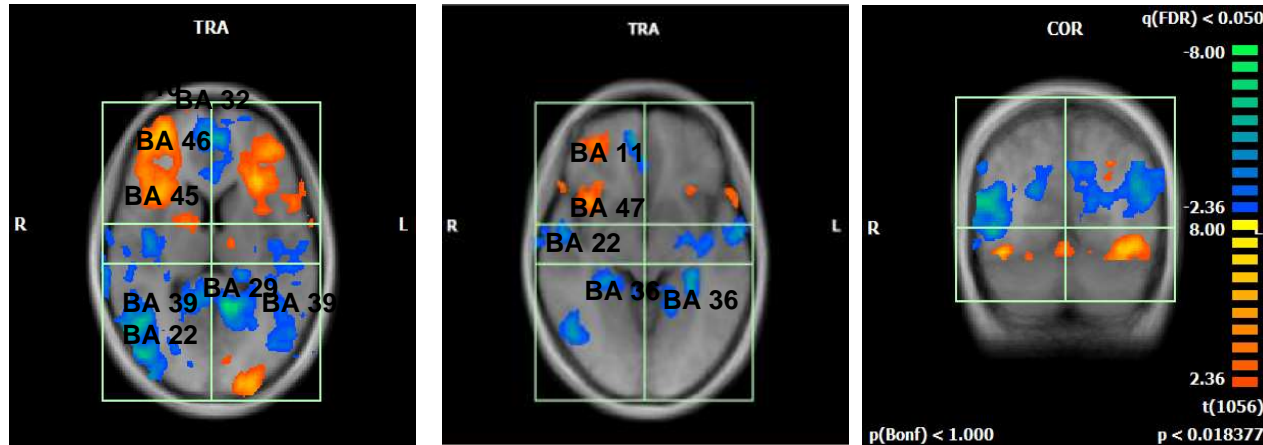 TRA
BA 32
BA 46
BA 45
R
L
BA 29
BA 39
BA 39
BA 22
TRA
BA 11
BA 47
R
L
BA 22
BA 36
BA 36
COR
q(FDR) < 0.050
-8.00
-2.36
R
8.00
L
2.36
t(1056)
p(Bonf) < 1.000
p < 0.018377